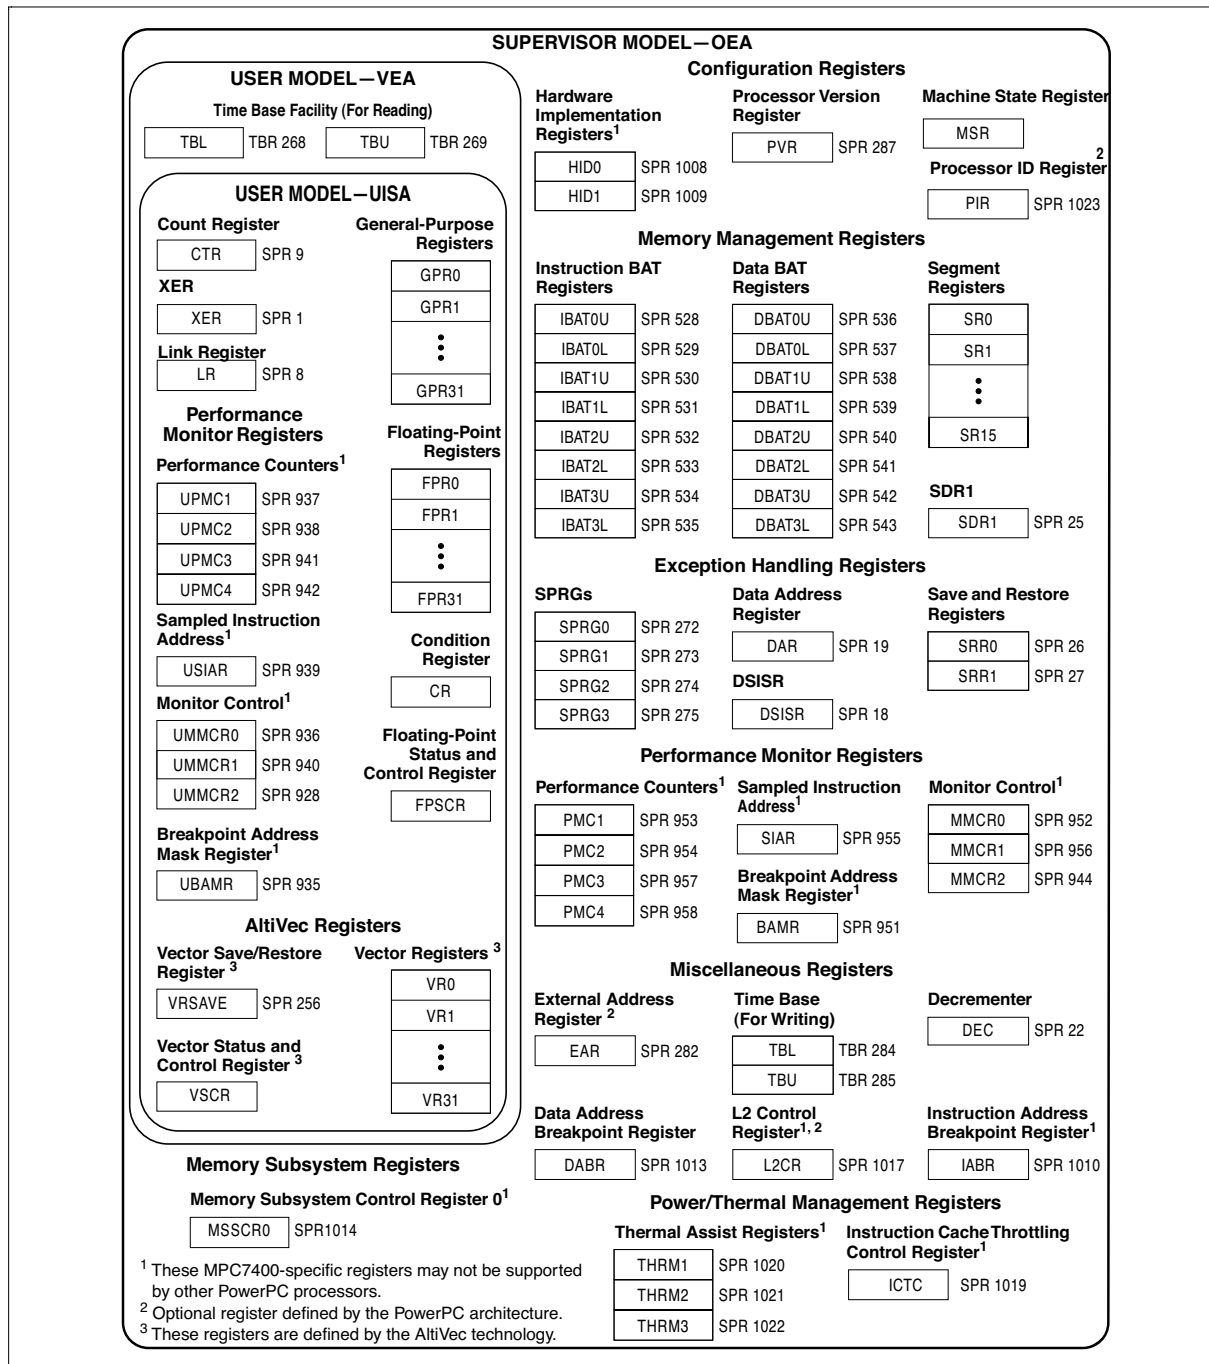 SUPERVISOR MODEL—OEA
USER MODEL—VEA
Time Base Facility (For Reading)
TBL TBR 268 TBU TBR 269
USER MODEL—UISA
Count Register
CTR SPR 9
XER
XER SPR 1
Link Register
LR SPR 8
Performance
Monitor Registers
Performance Counters1
UPMC1 SPR 937
UPMC2 SPR 938
UPMC3 SPR 941
UPMC4 SPR 942
Sampled Instruction
Address1
USIAR SPR 939
Monitor Control1
UMMCR0 SPR 936
UMMCR1 SPR 940
UMMCR2 SPR 928
Breakpoint Address
Mask Register1
UBAMR SPR 935
General-Purpose
Registers
GPR0
GPR1
GPR31
Floating-Point
Registers
FPR0
FPR1
FPR31
Condition
Register
CR
Floating-Point
Status and
Control Register
FPSCR
AltiVec Registers
Vector Save/Restore
Register 3
VRSAVE SPR 256
Vector Status and
Control Register 3
VSCR
Vector Registers 3
VR0
VR1
VR31
Memory Subsystem Registers
Memory Subsystem Control Register 01
MSSCR0 SPR1014
1 These MPC7400-specific registers may not be supported
by other PowerPC processors.
2 Optional register defined by the PowerPC architecture.
3 These registers are defined by the AltiVec technology.
Configuration Registers
Hardware
Implementation
Registers1
HID0 SPR 1008
HID1 SPR 1009
Processor Version
Register
PVR SPR 287
Machine State Register
MSR
Processor ID Register2
PIR SPR 1023
Memory Management Registers
Instruction BAT
Registers
IBAT0U SPR 528
IBAT0L SPR 529
IBAT1U SPR 530
IBAT1L SPR 531
IBAT2U SPR 532
IBAT2L SPR 533
IBAT3U SPR 534
IBAT3L SPR 535
Data BAT
Registers
DBAT0U SPR 536
DBAT0L SPR 537
DBAT1U SPR 538
DBAT1L SPR 539
DBAT2U SPR 540
DBAT2L SPR 541
DBAT3U SPR 542
DBAT3L SPR 543
Segment
Registers
SR0
SR1
SR15
SDR1
SDR1 SPR 25
Exception Handling Registers
SPRGs
SPRG0 SPR 272
SPRG1 SPR 273
SPRG2 SPR 274
SPRG3 SPR 275
Data Address
Register
DAR SPR 19
DSISR
DSISR SPR 18
Save and Restore
Registers
SRR0 SPR 26
SRR1 SPR 27
Performance Monitor Registers
Performance Counters1
PMC1 SPR 953
PMC2 SPR 954
PMC3 SPR 957
PMC4 SPR 958
Sampled Instruction
Address1
SIAR SPR 955
Breakpoint Address
Mask Register1
BAMR SPR 951
Monitor Control1
MMCR0 SPR 952
MMCR1 SPR 956
MMCR2 SPR 944
Miscellaneous Registers
External Address
Register 2
EAR SPR 282
Time Base
(For Writing)
TBL TBR 284
TBU TBR 285
Decrementer
DEC SPR 22
Data Address
Breakpoint Register
DABR SPR 1013
L2 Control
Register1, 2
L2CR SPR 1017
Instruction Address
Breakpoint Register1
IABR SPR 1010
Power/Thermal Management Registers
Thermal Assist Registers1
THRM1 SPR 1020
THRM2 SPR 1021
THRM3 SPR 1022
Instruction Cache Throttling
Control Register1
ICTC SPR 1019